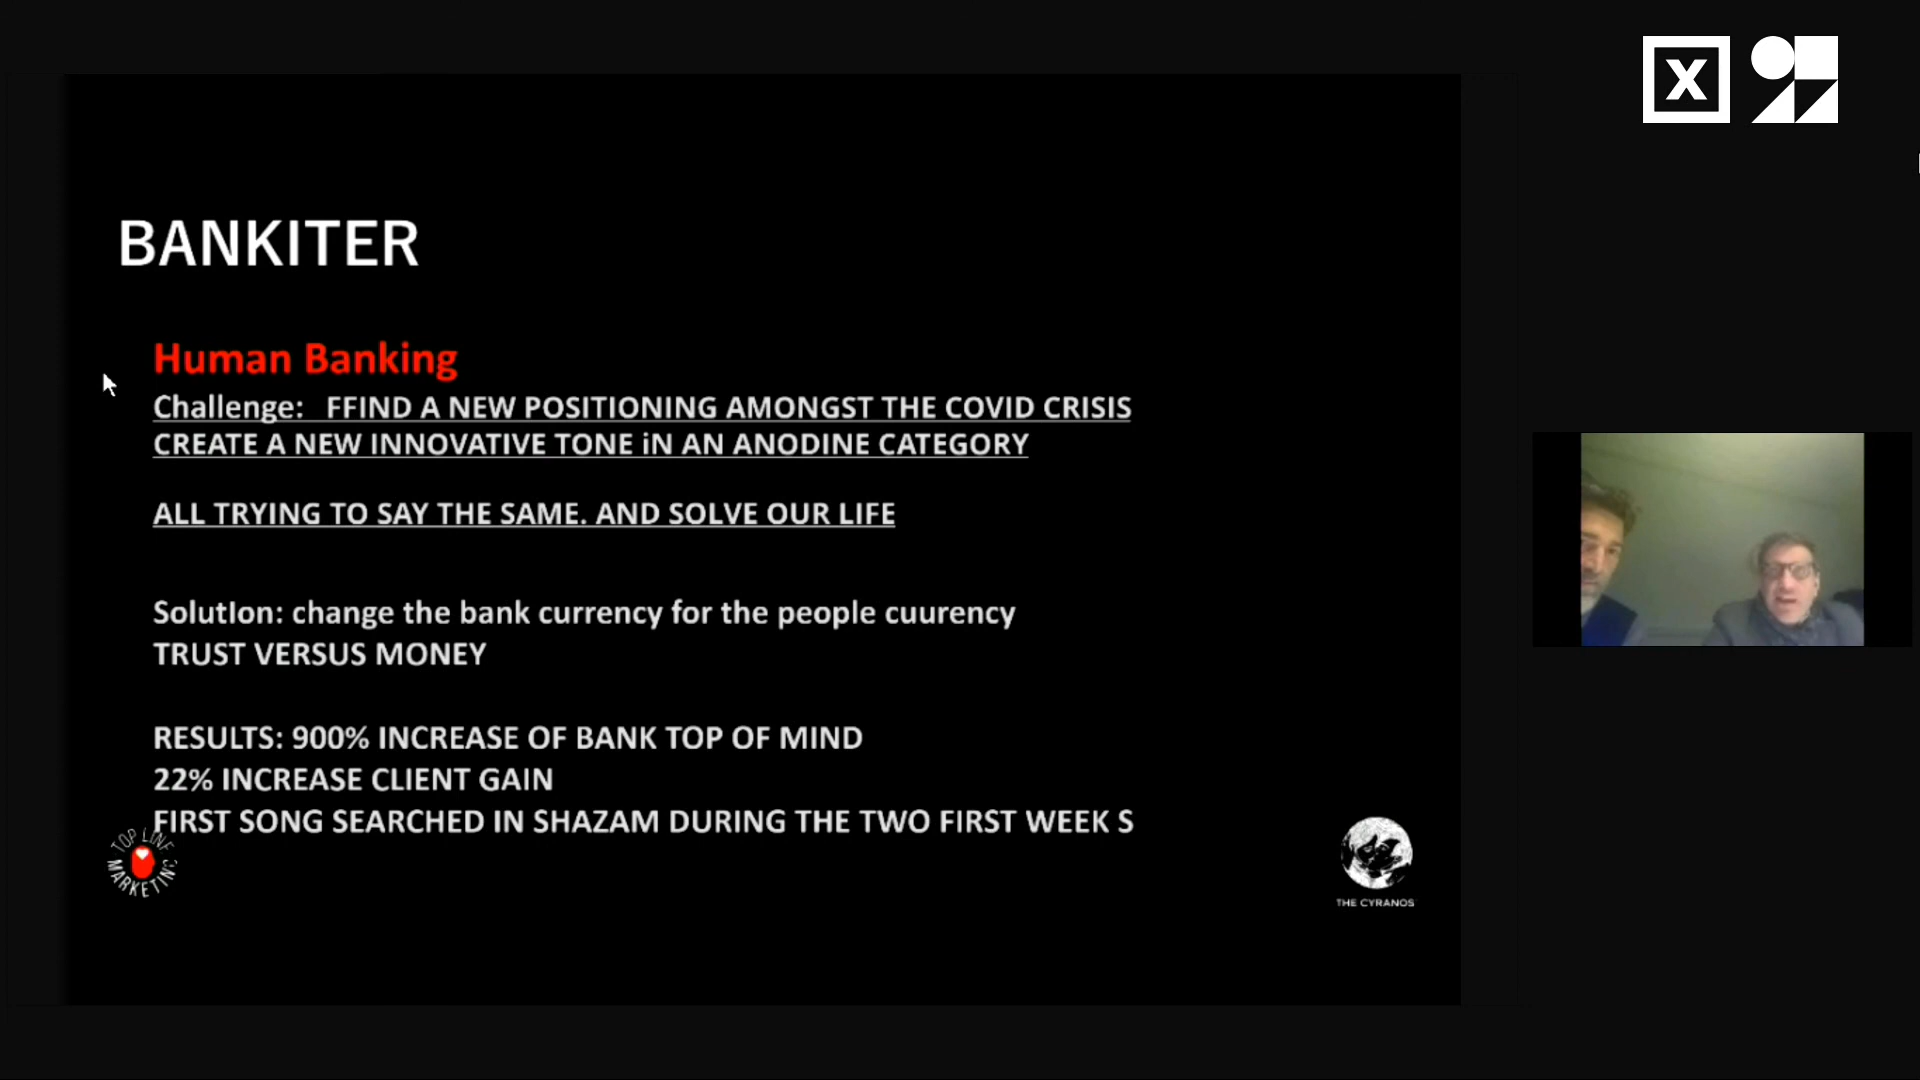 X
BANKITER
Human Banking
Challenge:   FFIND A NEW POSITIONING AMONGST THE COVID CRISIS
CREATE A NEW INNOVATIVE TONE iN AN ANODINE CATEGORY
ALL TRYING TO SAY THE SAME. AND SOLVE OUR LIFE
SolutIon: change the bank currency for the people cuurency
TRUST VERSUS MONEY
RESULTS: 900% INCREASE OF BANK TOP OF MIND
22% INCREASE CLIENT GAIN
FIRST SONG SEARCHED IN SHAZAM DURING THE TWO FIRST WEEK S
TOP LINE
MARKETING
THE CYRANOS